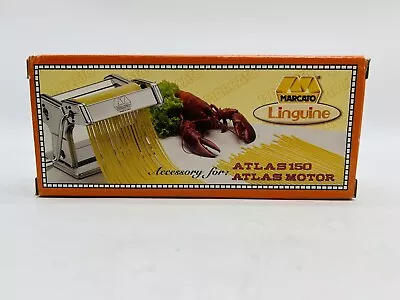 MARCATO
Linguine
Accessory for: ATLAS 150
ATLAS MOTOR